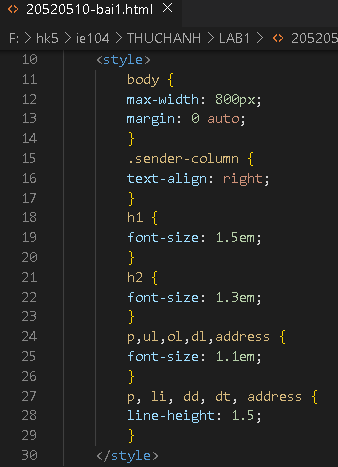 20520510-bai1.html
F: > hk5 > ie104 > THUCHANH > LAB1 > <> 205205
10 <style>
11 body {
12 max-width: 800px;
13 margin: 0 auto;
14 }
15 .sender-column {
16 text-align: right;
17 }
18 h1 {
19 font-size: 1.5em;
20 }
21 h2 {
22 font-size: 1.3em;
23 }
24 p,ul,ol,dl,address {
25 font-size: 1.1em;
26 }
27 p, li, dd, dt, address {
28 line-height: 1.5;
29 }
30 </style>